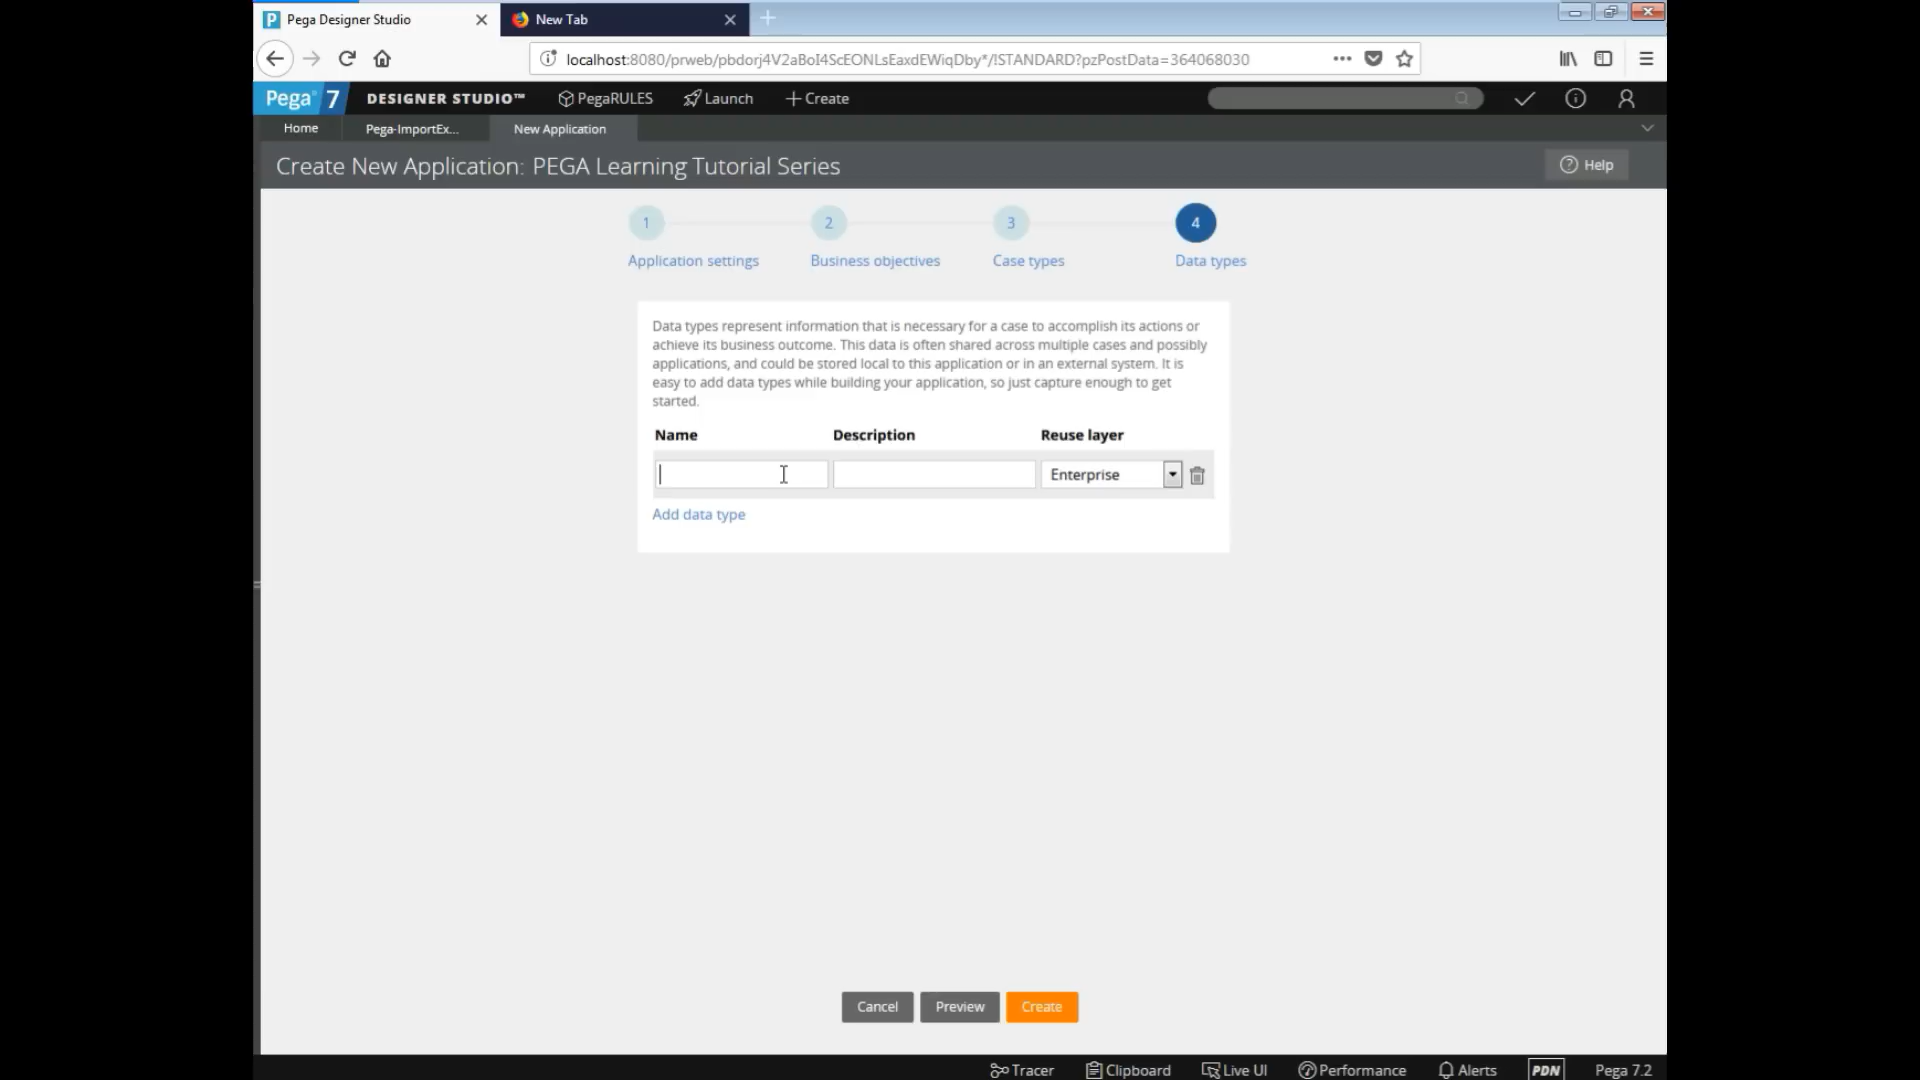 Pega Designer Studio
New Tab
localhost:8080/prweb/pbdorj4V2aBoI4ScEONLsEaxdEWiqDby*/!STANDARD?pzPostData=364068030
Pega 7 DESIGNER STUDIO™ PegaRULES Launch + Create
Home Pega-ImportEx... New Application
Create New Application: PEGA Learning Tutorial Series
Help
1 2 3 4
Application settings Business objectives Case types Data types
Data types represent information that is necessary for a case to accomplish its actions or
achieve its business outcome. This data is often shared across multiple cases and possibly
applications, and could be stored local to this application or in an external system. It is
easy to add data types while building your application, so just capture enough to get
started.
Name Description Reuse layer
Enterprise
Add data type
Cancel Preview Create
Tracer Clipboard Live UI Performance Alerts PDN Pega 7.2